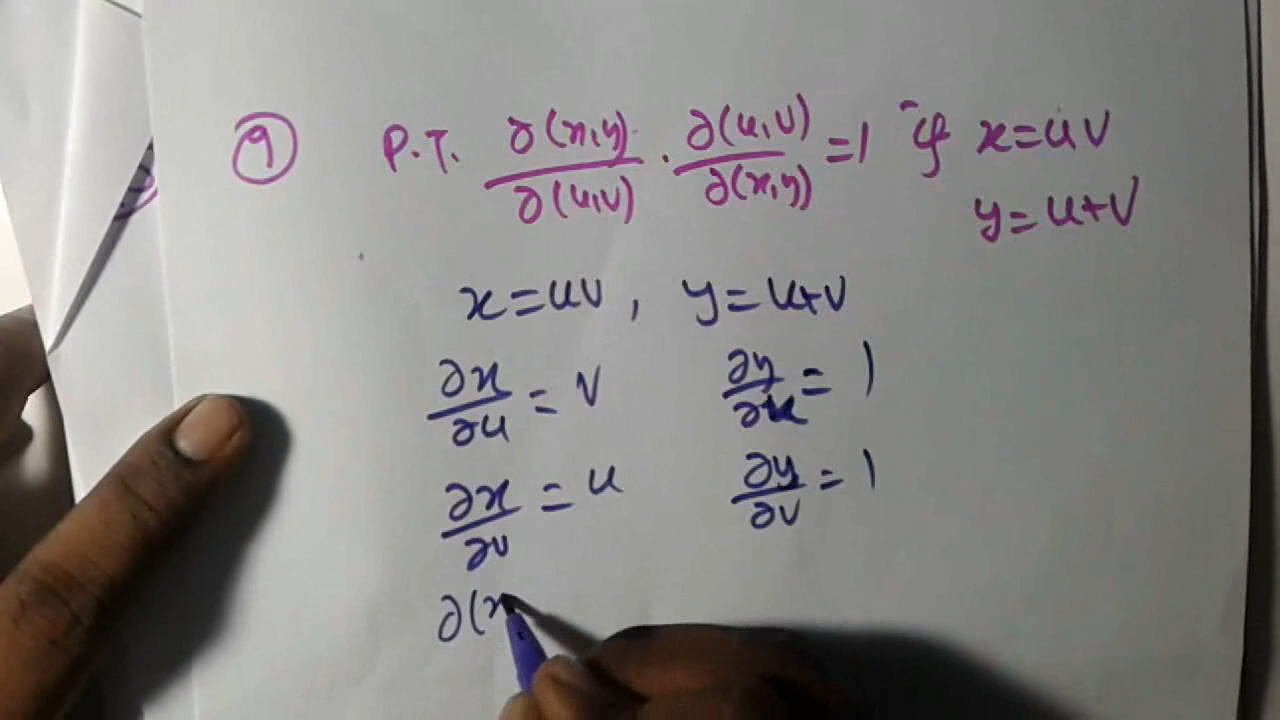 9 P.T. ∂(x,y)/∂(u,v) . ∂(u,v)/∂(x,y) = 1 if x=uv
y=u+v
x=uv, y=u+v
∂x/∂u = v ∂y/∂u = 1
∂x/∂v = u ∂y/∂v = 1
∂(x